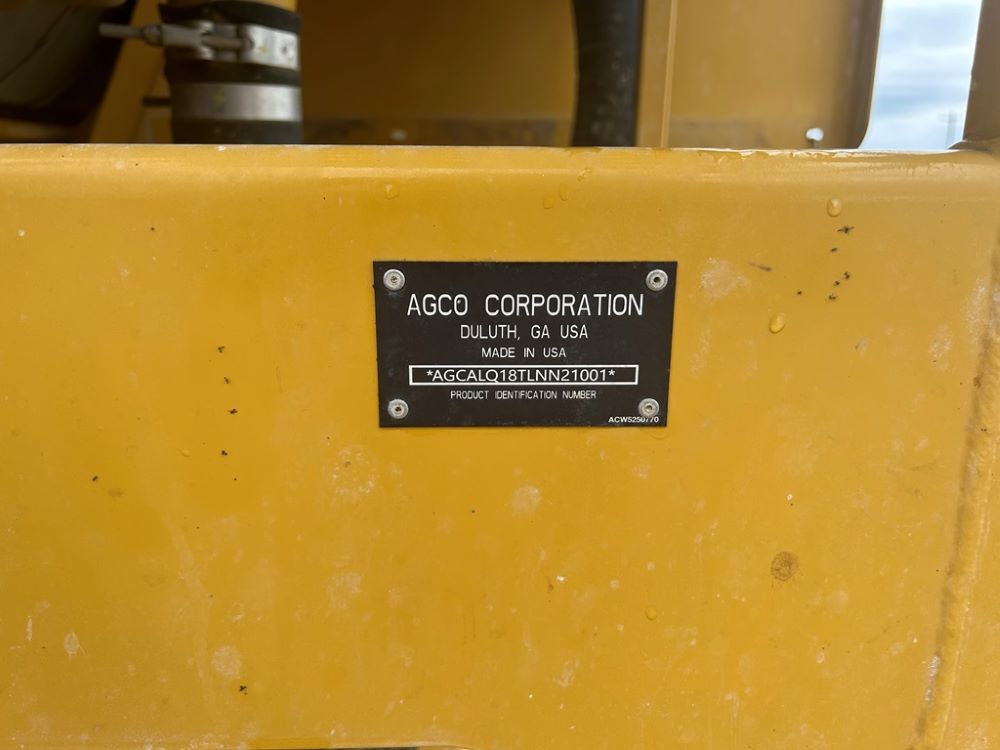 AGCO CORPORATION
DULUTH, GA USA
MADE IN USA
*AGCALQ18TLNN21001*
PRODUCT IDENTIFICATION NUMBER